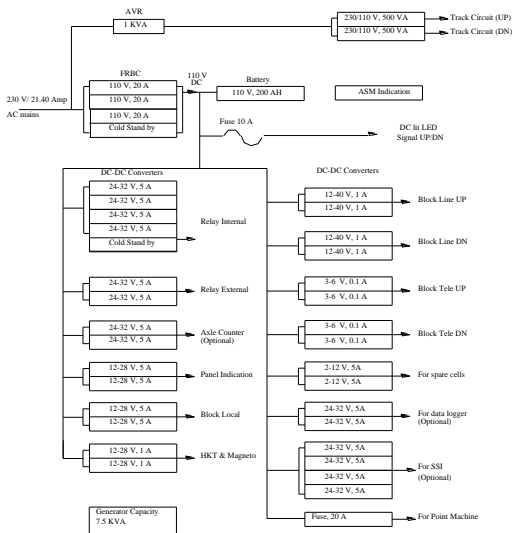 AVR
1 KVA
230/110 V, 500 VA
230/110 V, 500 VA
Track Circuit (UP)
Track Circuit (DN)
FRBC
110 V, 20 A
110 V, 20 A
110 V, 20 A
Cold Stand by
110 V
DC
Battery
110 V, 200 AH
ASM Indication
230 V/ 21.40 Amp
AC mains
Fuse 10 A
DC lit LED
Signal UP/DN
DC-DC Converters
24-32 V, 5 A
24-32 V, 5 A
24-32 V, 5 A
24-32 V, 5 A
Cold Stand by
Relay Internal
24-32 V, 5 A
24-32 V, 5 A
Relay External
24-32 V, 5 A
24-32 V, 5 A
Axle Counter
(Optional)
12-28 V, 5 A
12-28 V, 5 A
Panel Indication
12-28 V, 5 A
12-28 V, 5 A
Block Local
12-28 V, 1 A
12-28 V, 1 A
HKT & Magneto
Generator Capacity
7.5 KVA
DC-DC Converters
12-40 V, 1 A
12-40 V, 1 A
Block Line UP
12-40 V, 1 A
12-40 V, 1 A
Block Line DN
3-6 V, 0.1 A
3-6 V, 0.1 A
Block Tele UP
3-6 V, 0.1 A
3-6 V, 0.1 A
Block Tele DN
2-12 V, 5A
2-12 V, 5A
For spare cells
24-32 V, 5A
24-32 V, 5A
For data logger
(Optional)
24-32 V, 5A
24-32 V, 5A
24-32 V, 5A
24-32 V, 5A
For SSI
(Optional)
Fuse, 20 A
For Point Machine